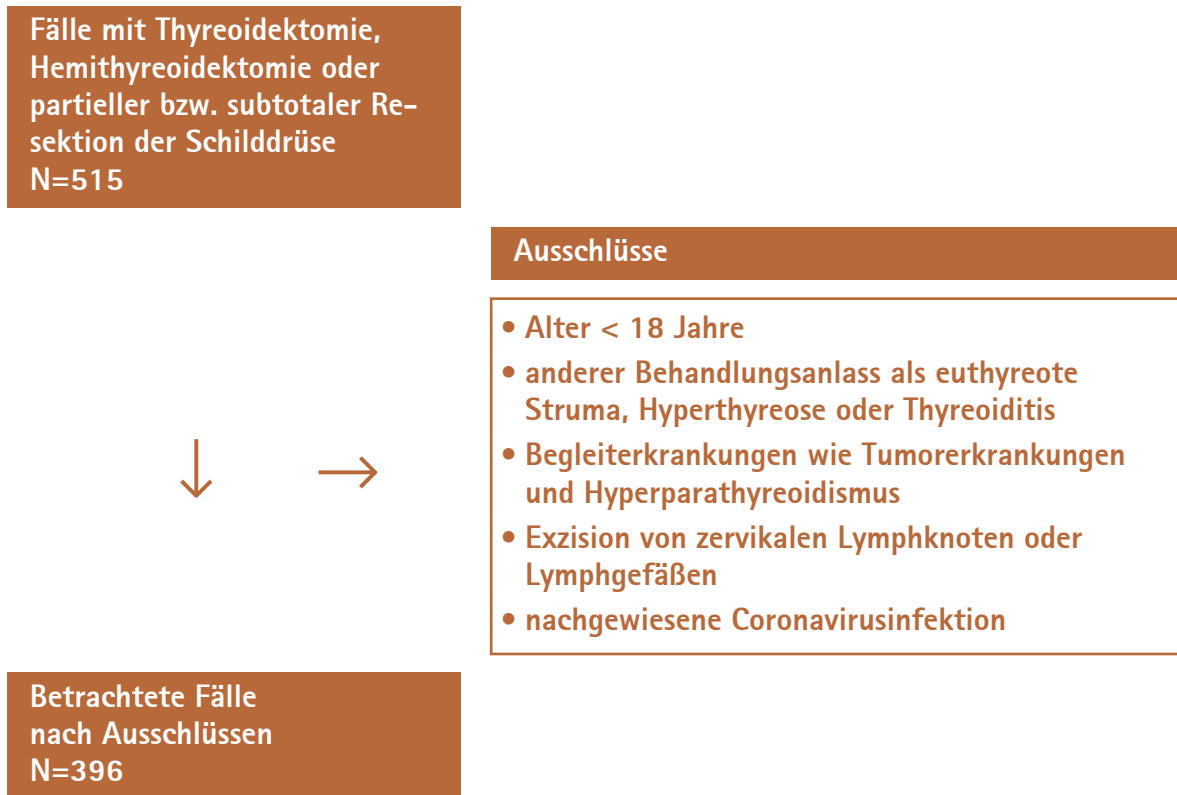 Fälle mit Thyreoidektomie,
Hemithyreoidektomie oder
partieller bzw. subtotaler Re-
sektion der Schilddrüse
N=515
Ausschlüsse
• Alter < 18 Jahre
• anderer Behandlungsanlass als euthyreote
Struma, Hyperthyreose oder Thyreoiditis
• Begleiterkrankungen wie Tumorerkrankungen
und Hyperparathyreoidismus
• Exzision von zervikalen Lymphknoten oder
Lymphgefäßen
• nachgewiesene Coronavirusinfektion
Betrachtete Fälle
nach Ausschlüssen
N=396